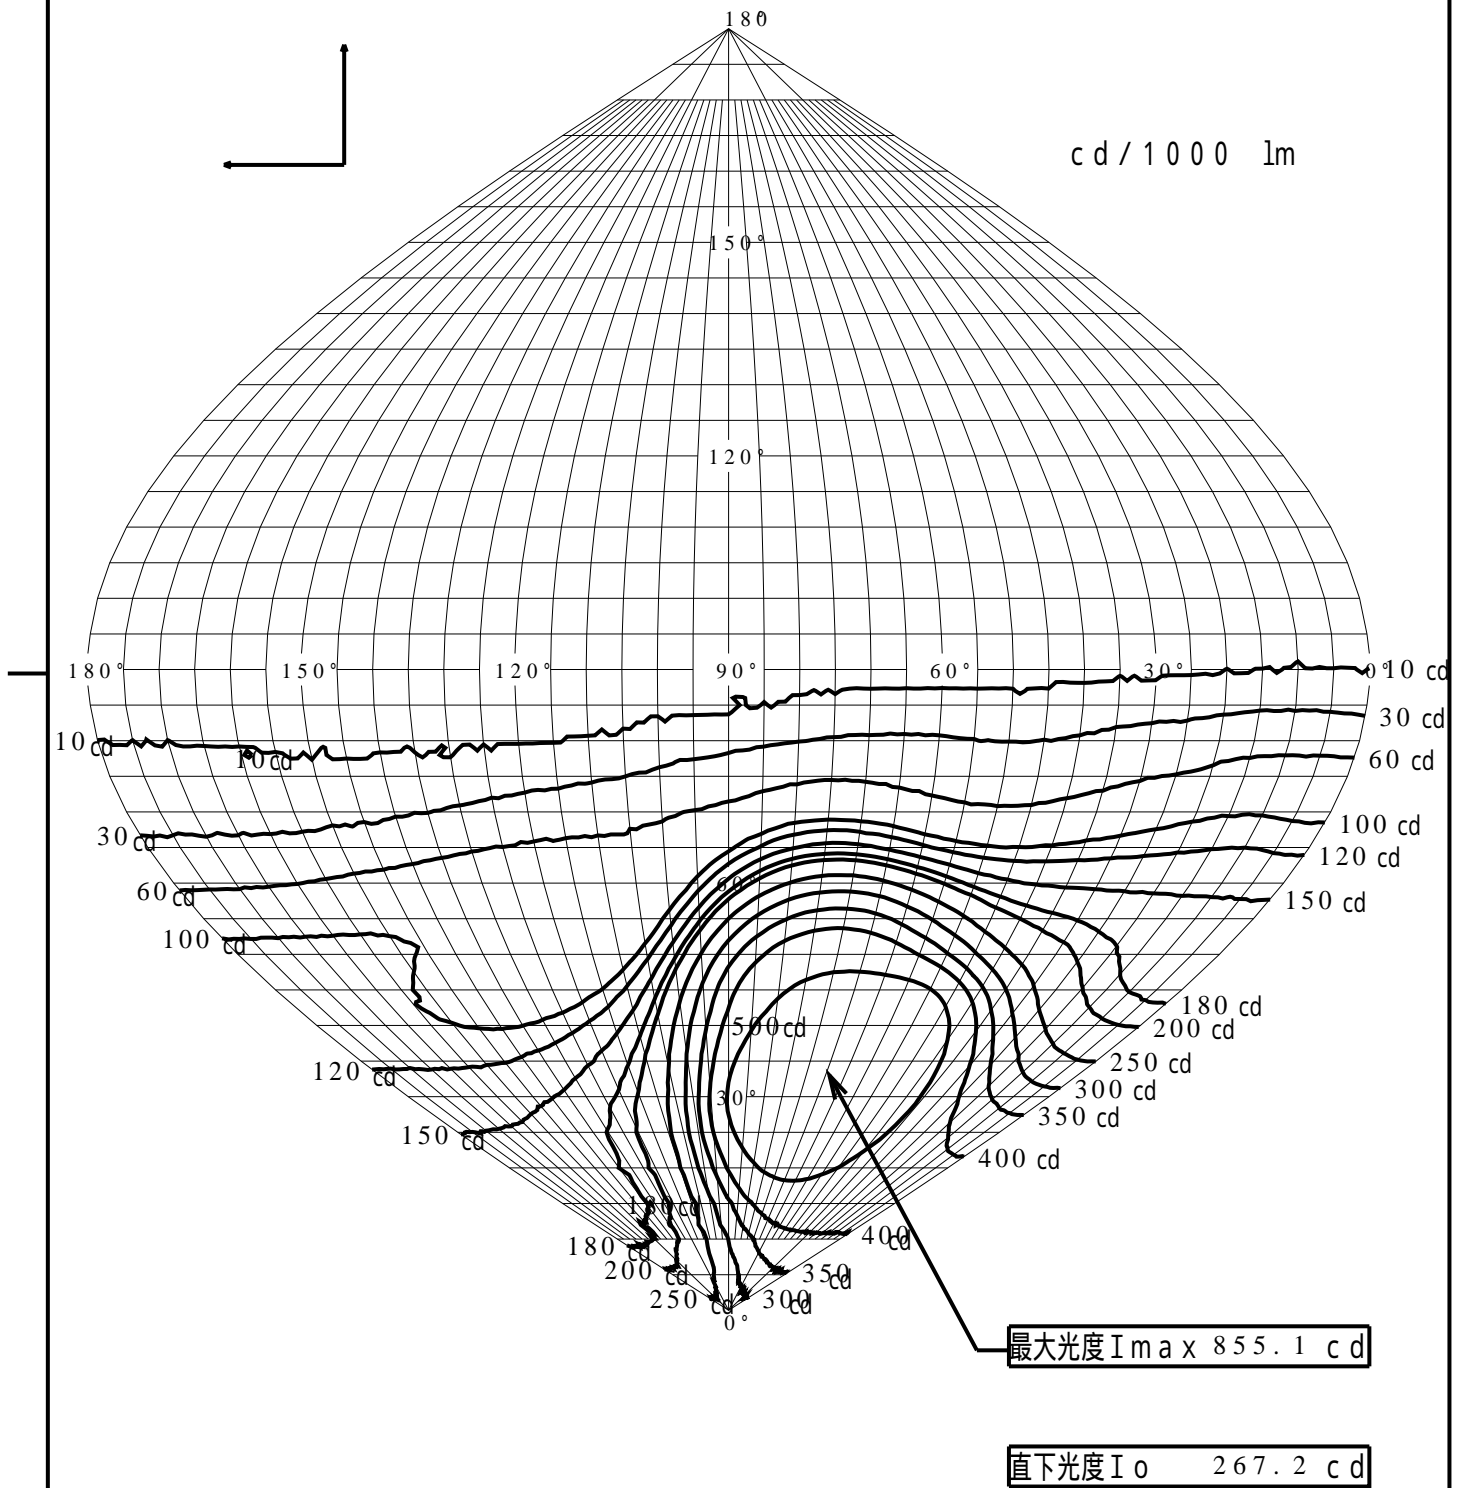 180
cd/1000 lm
150°
120°
180° 150° 120° 90° 60° 30° 0° 10 cd
30 cd
10 cd 10 cd
60 cd
30 cd
100 cd
120 cd
60°
60 cd
150 cd
100 cd
180 cd
500 cd
200 cd
250 cd
120 cd
300 cd
30°
350 cd
150 cd
400 cd
180 cd
400 cd
180 cd
200 cd
350 cd
250 cd 300 cd
0°
最大光度Imax 855.1 cd
直下光度Io 267.2 cd